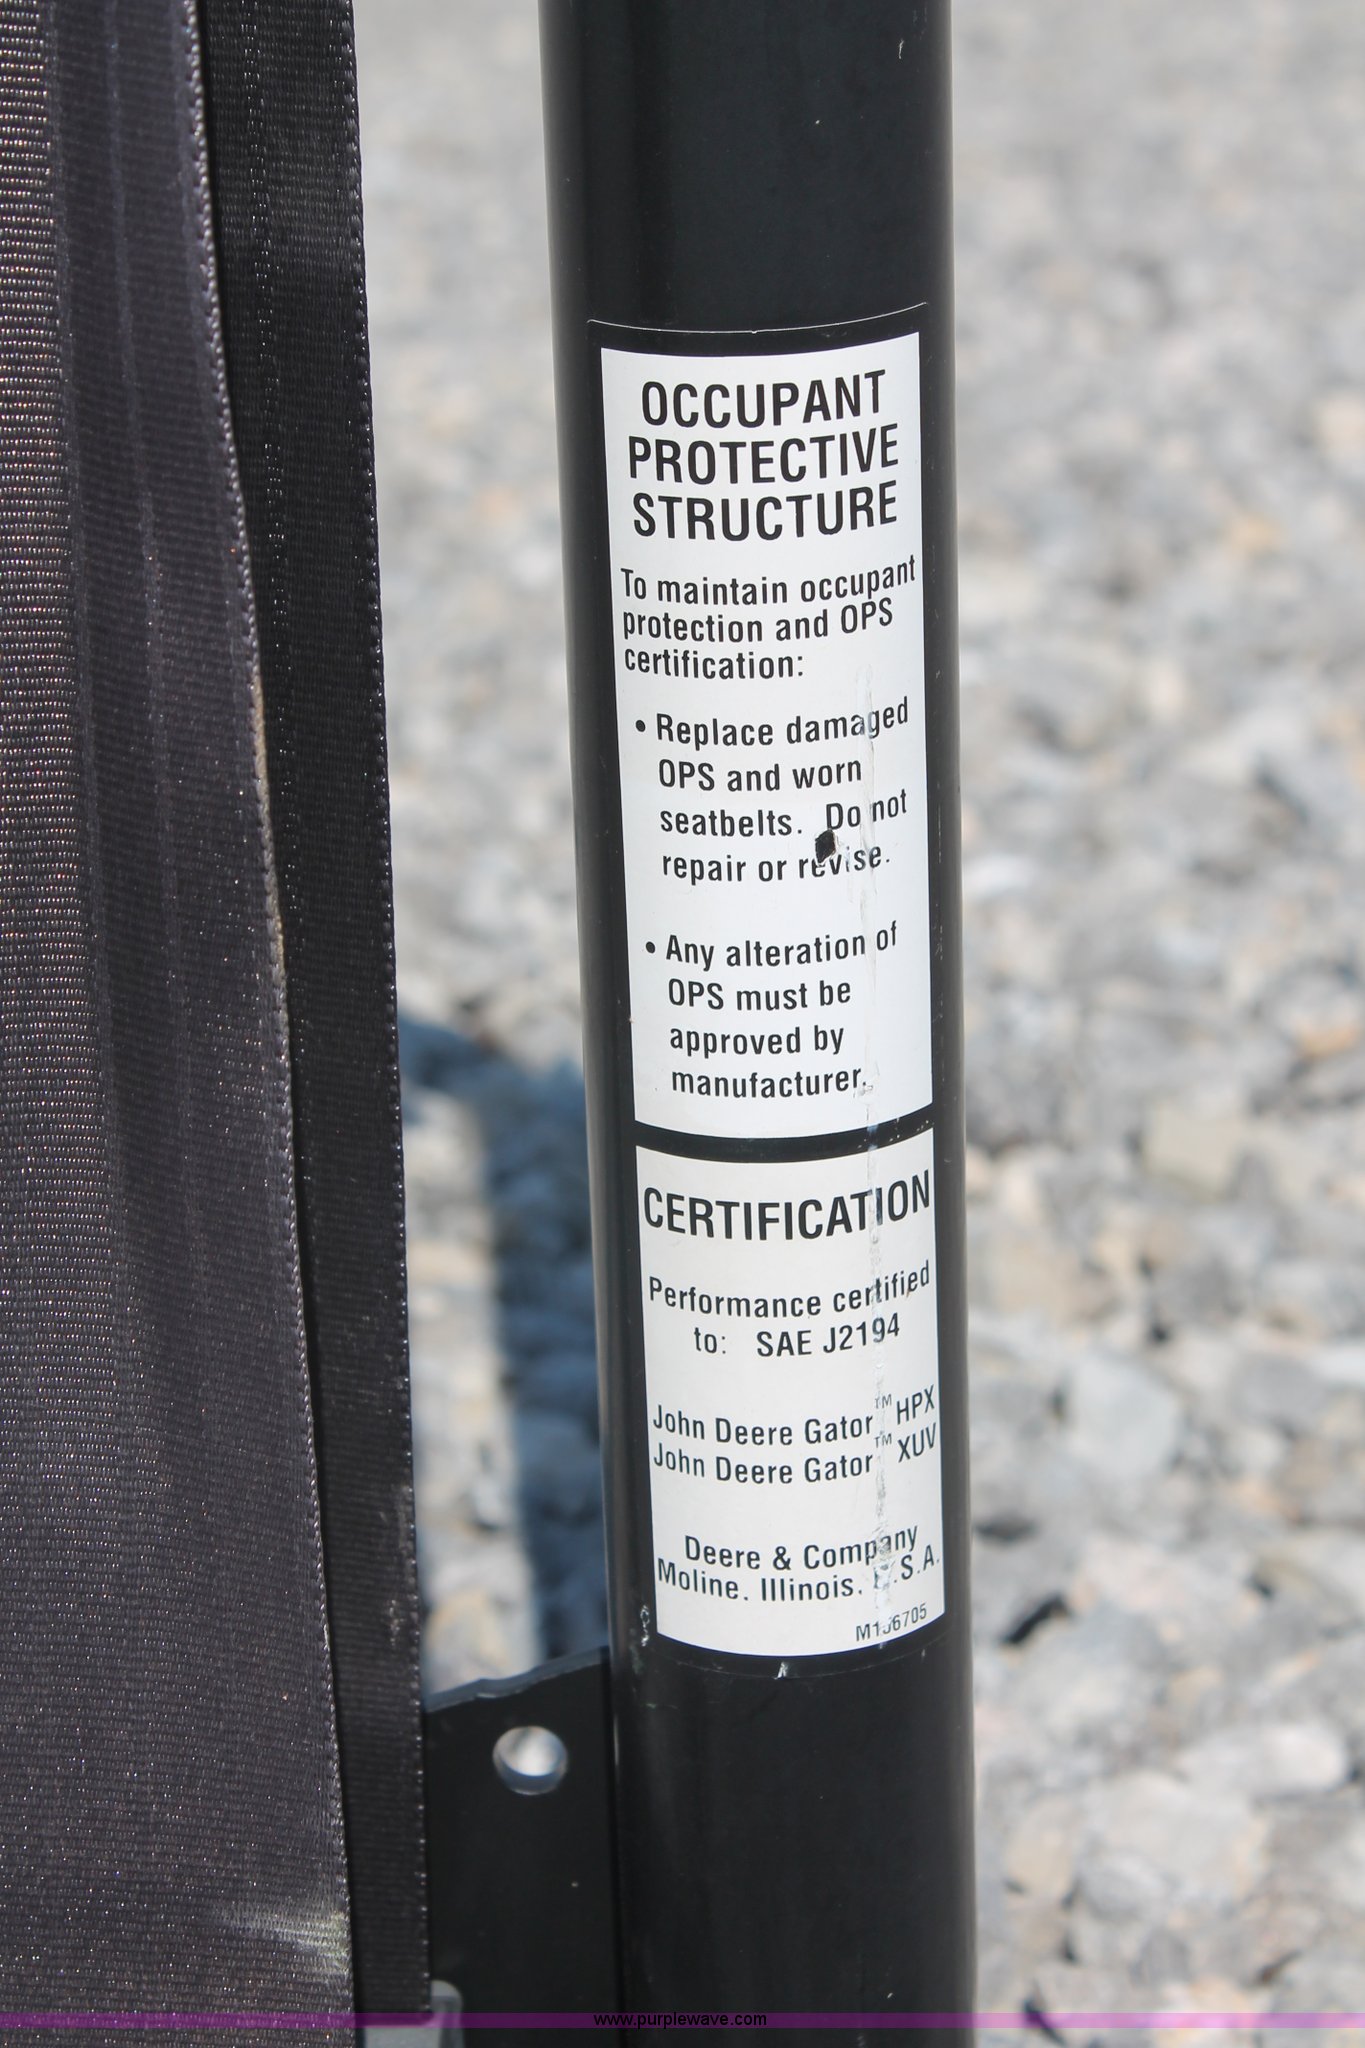 OCCUPANT
PROTECTIVE
STRUCTURE
To maintain occupant
protection and OPS
certification:
• Replace damaged
OPS and worn
seatbelts. Do not
repair or revise.
• Any alteration of
OPS must be
approved by
manufacturer.
CERTIFICATION
Performance certified
to: SAE J2194
John Deere Gator™ HPX
John Deere Gator™ XUV
Deere & Company
Moline, Illinois, U.S.A.
www.purplewave.com